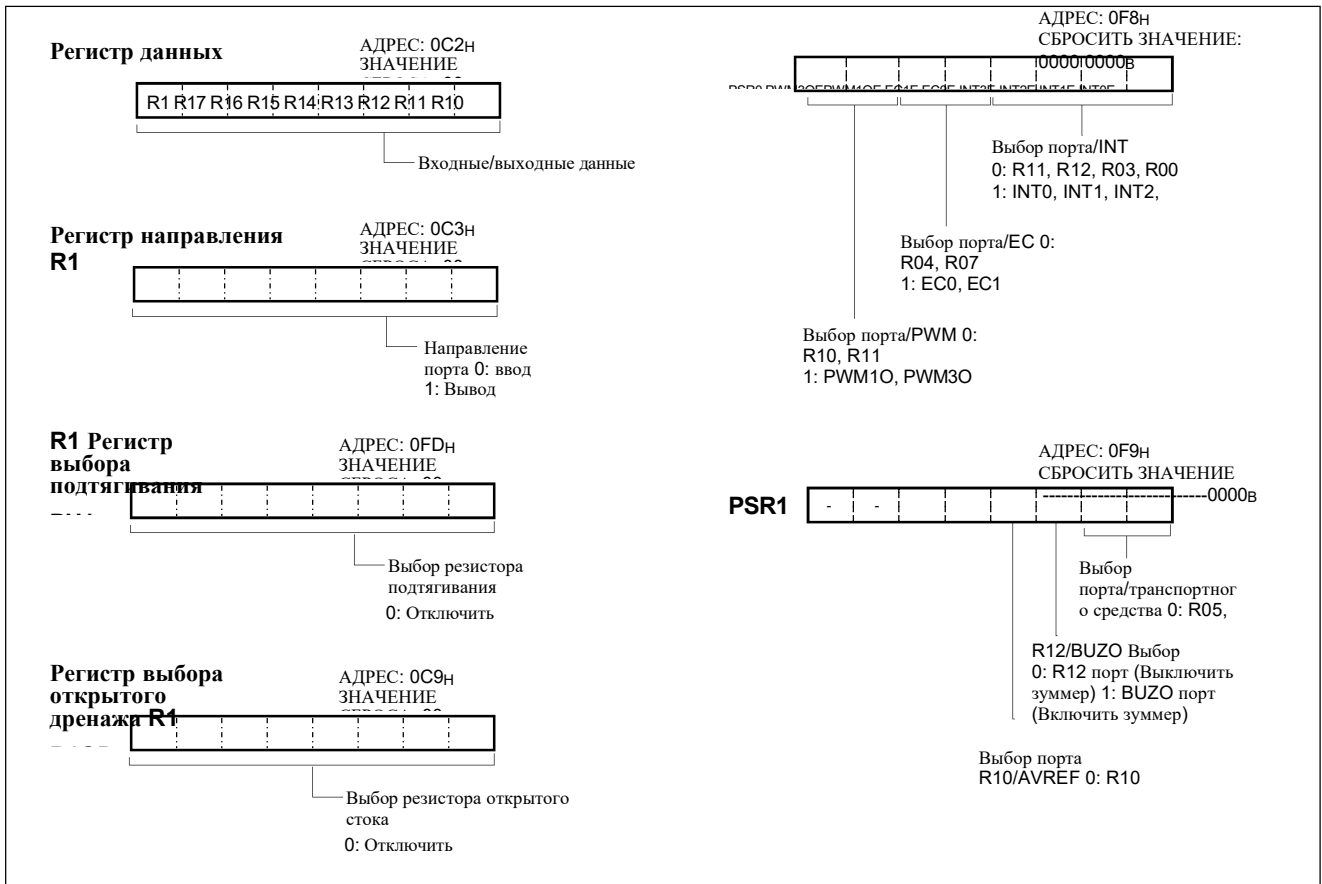 Регистр данных
АДРЕС: 0C2H
ЗНАЧЕНИЕ
R1 R17 R16 R15 R14 R13 R12 R11 R10
Входные/выходные данные
Регистр направления
R1
АДРЕС: 0C3H
ЗНАЧЕНИЕ
Направление
порта 0: ввод
1: Вывод
R1 Регистр
выбора
подтягивания
АДРЕС: 0FDH
ЗНАЧЕНИЕ
Выбор резистора
подтягивания
0: Отключить
Регистр выбора
открытого
дренажа R1
АДРЕС: 0C9H
ЗНАЧЕНИЕ
Выбор резистора открытого
стока
0: Отключить
АДРЕС: 0F8H
СБРОСИТЬ ЗНАЧЕНИЕ:
0000 0000B
Выбор порта/INT
0: R11, R12, R03, R00
1: INT0, INT1, INT2,
Выбор порта/EC 0:
R04, R07
1: EC0, EC1
Выбор порта/PWM 0:
R10, R11
1: PWM1O, PWM3O
АДРЕС: 0F9H
СБРОСИТЬ ЗНАЧЕНИЕ
-----------------------0000B
PSR1 - -
Выбор
порта/транспортног
о средства 0: R05,
R12/BUZO Выбор
0: R12 порт (Выключить
зуммер) 1: BUZO порт
(Включить зуммер)
Выбор порта
R10/AVREF 0: R10